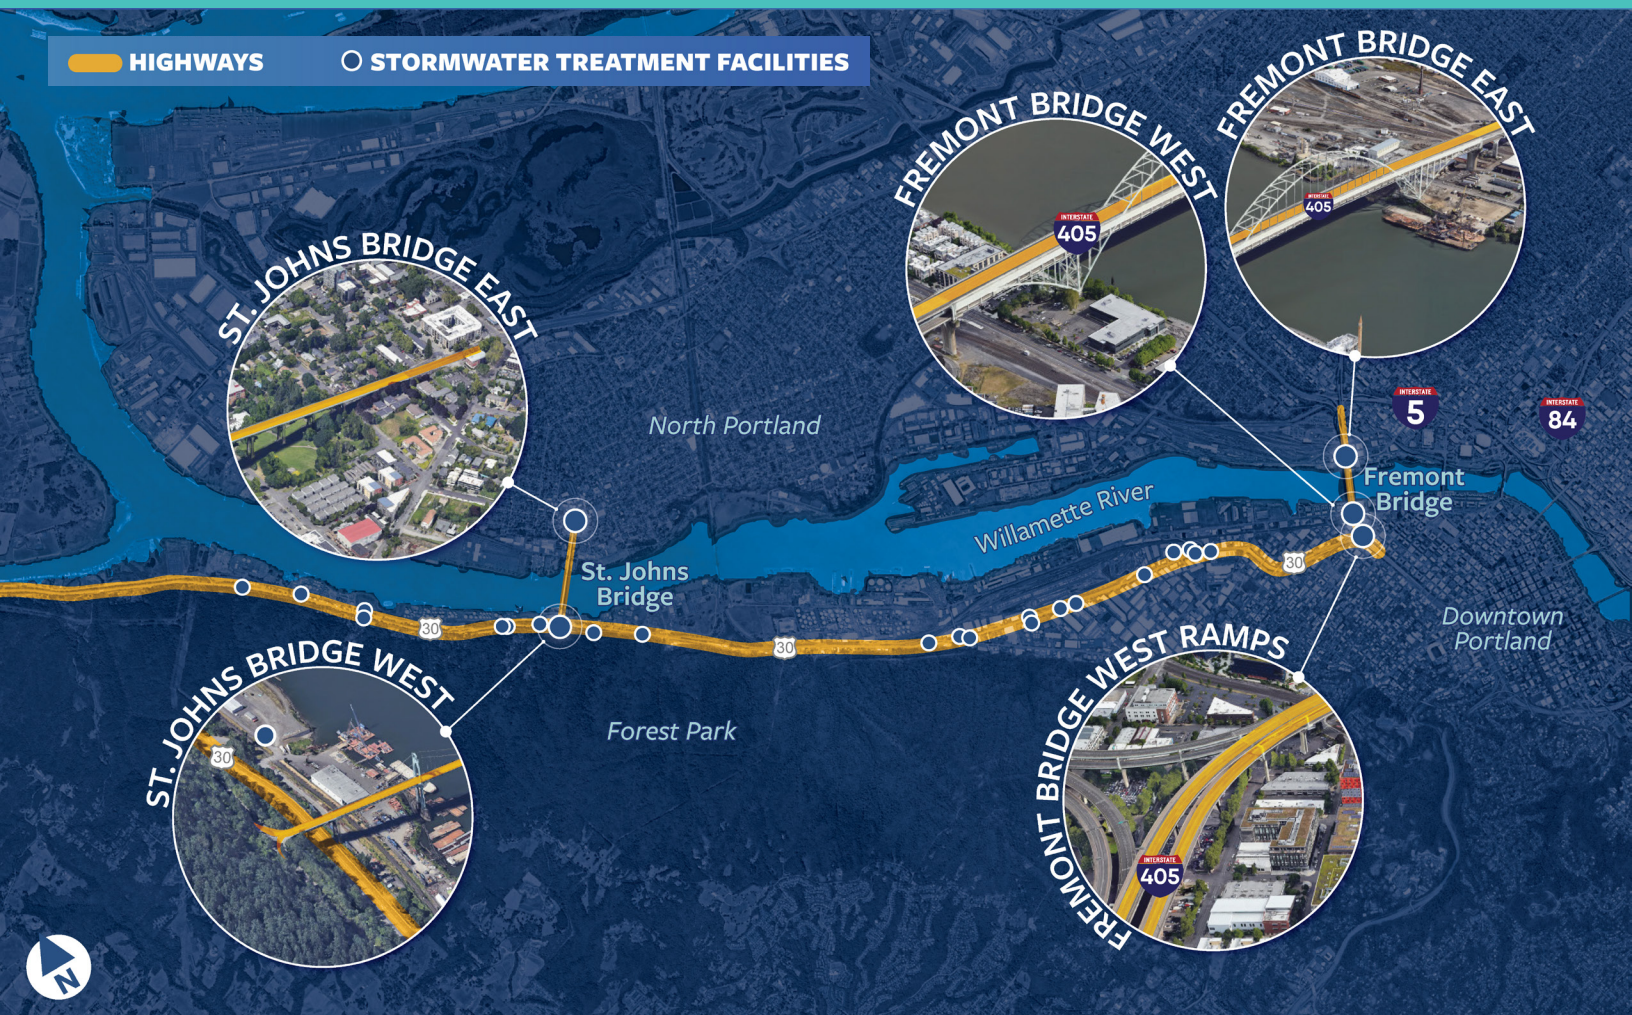 HIGHWAYS
STORMWATER TREATMENT FACILITIES
FREMONT BRIDGE EAST
INTERSTATE
405
FREMONT BRIDGE WEST
INTERSTATE
405
ST. JOHNS BRIDGE EAST
INTERSTATE
5
INTERSTATE
84
North Portland
Fremont
Bridge
Willamette River
St. Johns
Bridge
30
30
30
Downtown
Portland
ST. JOHNS BRIDGE WEST
30
Forest Park
FREMONT BRIDGE WEST RAMPS
INTERSTATE
405
N